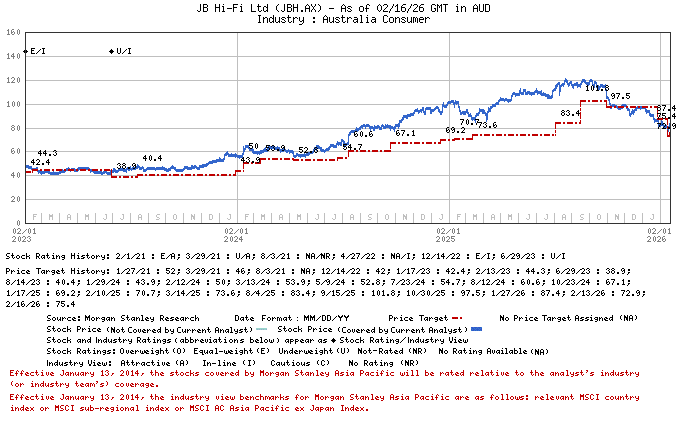 JB Hi-Fi Ltd (JBH.AX) - As of 02/16/26 GMT in AUD
Industry : Australia Consumer
160
140
120
100
80
60
40
20
0
◆ E/I
◆ U/I
42.4
44.3
38.9
40.4
43.9
50
53.9
52.8
54.7
60.6
67.1
69.2
70.7
73.6
83.4
101.8
97.5
87.4
75.4
72.9
F M A M J J A S O N D J F M A M J J A S O N D J F M A M J J A S O N D J
02/01 2023
02/01 2024
02/01 2025
02/01 2026
Stock Rating History: 2/1/21 : E/A; 3/29/21 : U/A; 8/3/21 : NA/NR; 4/27/22 : NA/I; 12/14/22 : E/I; 6/29/23 : U/I
Price Target History: 1/27/21 : 52; 3/29/21 : 46; 8/3/21 : NA; 12/14/22 : 42; 1/17/23 : 42.4; 2/13/23 : 44.3; 6/29/23 : 38.9;
8/14/23 : 40.4; 1/29/24 : 43.9; 2/12/24 : 50; 3/13/24 : 53.9; 5/9/24 : 52.8; 7/23/24 : 54.7; 8/12/24 : 60.6; 10/23/24 : 67.1;
1/17/25 : 69.2; 2/10/25 : 70.7; 3/14/25 : 73.6; 8/4/25 : 83.4; 9/15/25 : 101.8; 10/30/25 : 97.5; 1/27/26 : 87.4; 2/13/26 : 72.9;
2/16/26 : 75.4
Source: Morgan Stanley Research Date Format : MM/DD/YY Price Target No Price Target Assigned (NA)
Stock Price (Not Covered by Current Analyst) Stock Price (Covered by Current Analyst)
Stock and Industry Ratings (abbreviations below) appear as ◆ Stock Rating/Industry View
Stock Ratings: Overweight (O) Equal-weight (E) Underweight (U) Not-Rated (NR) No Rating Available (NA)
Industry View: Attractive (A) In-line (I) Cautious (C) No Rating (NR)
Effective January 13, 2014, the stocks covered by Morgan Stanley Asia Pacific will be rated relative to the analyst's industry
(or industry team's) coverage.
Effective January 13, 2014, the industry view benchmarks for Morgan Stanley Asia Pacific are as follows: relevant MSCI country
index or MSCI sub-regional index or MSCI AC Asia Pacific ex Japan Index.